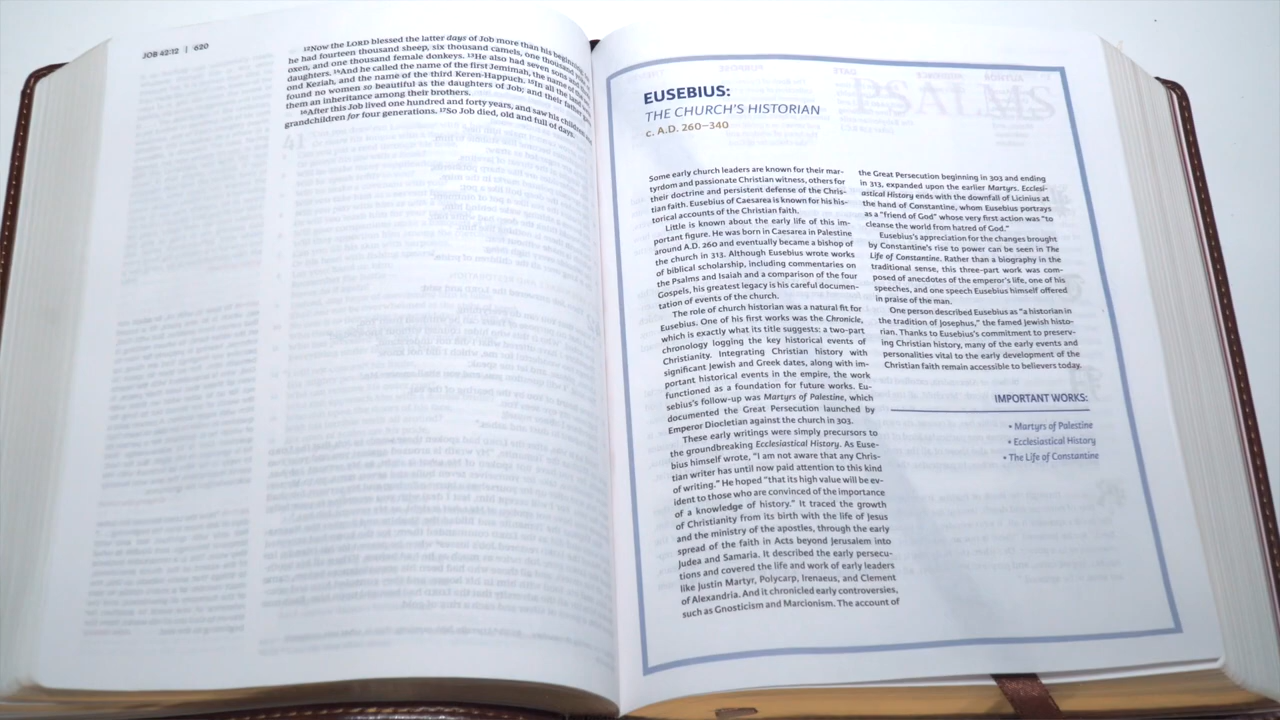 JOB 42:12 | 620
¹²Now the LORD blessed the latter days of Job more than his beginning;
he had fourteen thousand sheep, six thousand camels, one thousand
oxen, and one thousand female donkeys. ¹³He also had seven sons and
daughters. ¹⁴And he called the name of the first Jemimah, the name of
ond Keziah, and the name of the third Keren-Happuch. ¹⁵In all the land
found no women so beautiful as the daughters of Job; and their father
them an inheritance among their brothers.
¹⁶After this Job lived one hundred and forty years, and saw his children
grandchildren for four generations. ¹⁷So Job died, old and full of days.
EUSEBIUS:
THE CHURCH'S HISTORIAN
c. A.D. 260–340
Some early church leaders are known for their mar-
tyrdom and passionate Christian witness, others for
their doctrine and persistent defense of the Chris-
tian faith. Eusebius of Caesarea is known for his his-
torical accounts of the Christian faith.
Little is known about the early life of this im-
portant figure. He was born in Caesarea in Palestine
around A.D. 260 and eventually became a bishop of
the church in 313. Although Eusebius wrote works
of biblical scholarship, including commentaries on
the Psalms and Isaiah and a comparison of the four
Gospels, his greatest legacy is his careful documen-
tation of events of the church.
The role of church historian was a natural fit for
Eusebius. One of his first works was the Chronicle,
which is exactly what its title suggests: a two-part
chronology logging the key historical events of
Christianity. Integrating Christian history with
significant Jewish and Greek dates, along with im-
portant historical events in the empire, the work
functioned as a foundation for future works. Eu-
sebius's follow-up was Martyrs of Palestine, which
documented the Great Persecution launched by
Emperor Diocletian against the church in 303.
These early writings were simply precursors to
the groundbreaking Ecclesiastical History. As Euse-
bius himself wrote, "I am not aware that any Chris-
tian writer has until now paid attention to this kind
of writing." He hoped "that its high value will be ev-
ident to those who are convinced of the importance
of a knowledge of history." It traced the growth
of Christianity from its birth with the life of Jesus
and the ministry of the apostles, through the early
spread of the faith in Acts beyond Jerusalem into
Judea and Samaria. It described the early persecu-
tions and covered the life and work of early leaders
like Justin Martyr, Polycarp, Irenaeus, and Clement
of Alexandria. And it chronicled early controversies,
such as Gnosticism and Marcionism. The account of
the Great Persecution beginning in 303 and ending
in 313, expanded upon the earlier Martyrs. Ecclesi-
astical History ends with the downfall of Licinius at
the hand of Constantine, whom Eusebius portrays
as a "friend of God" whose very first action was "to
cleanse the world from hatred of God."
Eusebius's appreciation for the changes brought
by Constantine's rise to power can be seen in The
Life of Constantine. Rather than a biography in the
traditional sense, this three-part work was com-
posed of anecdotes of the emperor's life, one of his
speeches, and one speech Eusebius himself offered
in praise of the man.
One person described Eusebius as "a historian in
the tradition of Josephus," the famed Jewish histo-
rian. Thanks to Eusebius's commitment to preserv-
ing Christian history, many of the early events and
personalities vital to the early development of the
Christian faith remain accessible to believers today.
IMPORTANT WORKS:
• Martyrs of Palestine
• Ecclesiastical History
• The Life of Constantine